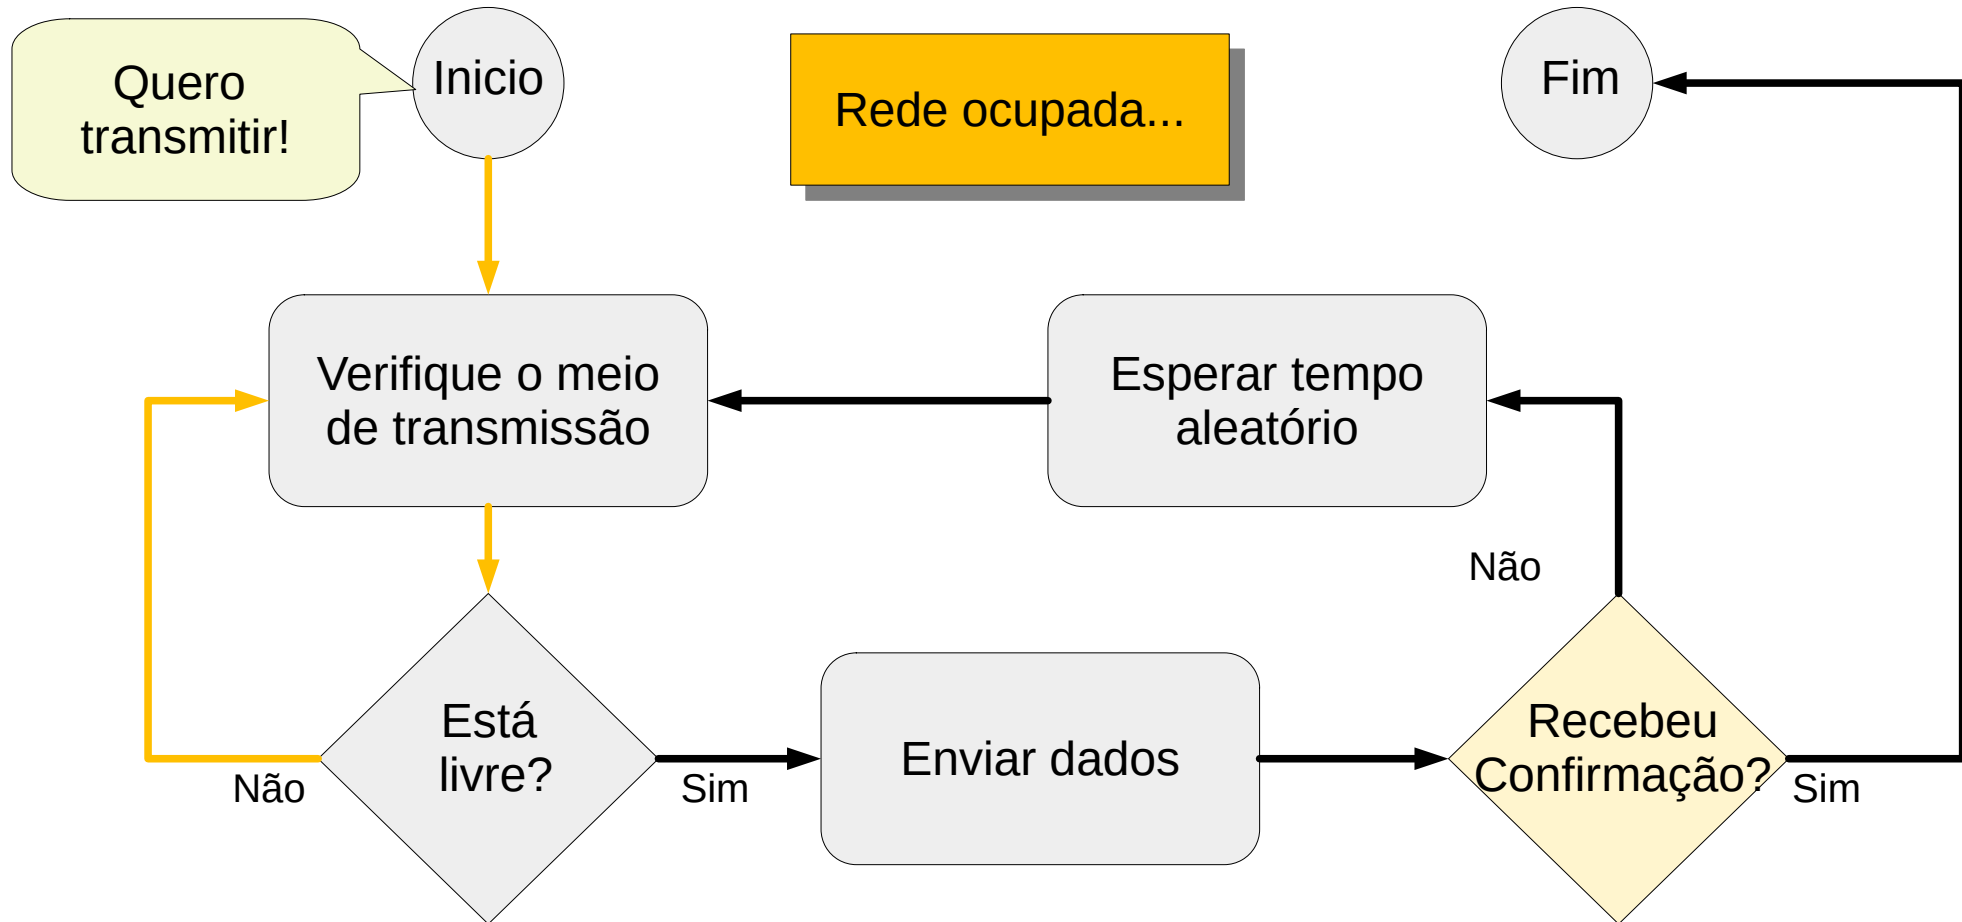 Quero
transmitir!
Inicio
Rede ocupada...
Fim
Verifique o meio
de transmissão
Esperar tempo
aleatório
Não
Está
livre?
Não
Sim
Enviar dados
Recebeu
Confirmação?
Sim